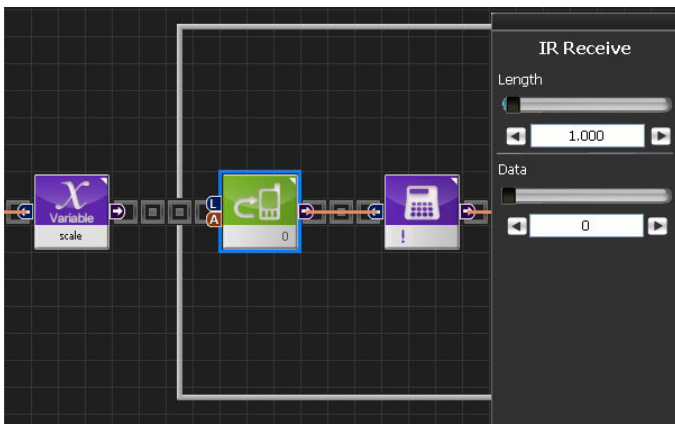 IR Receive
Length
1.000
Data
0
X
Variable
scale
L
A
0
!